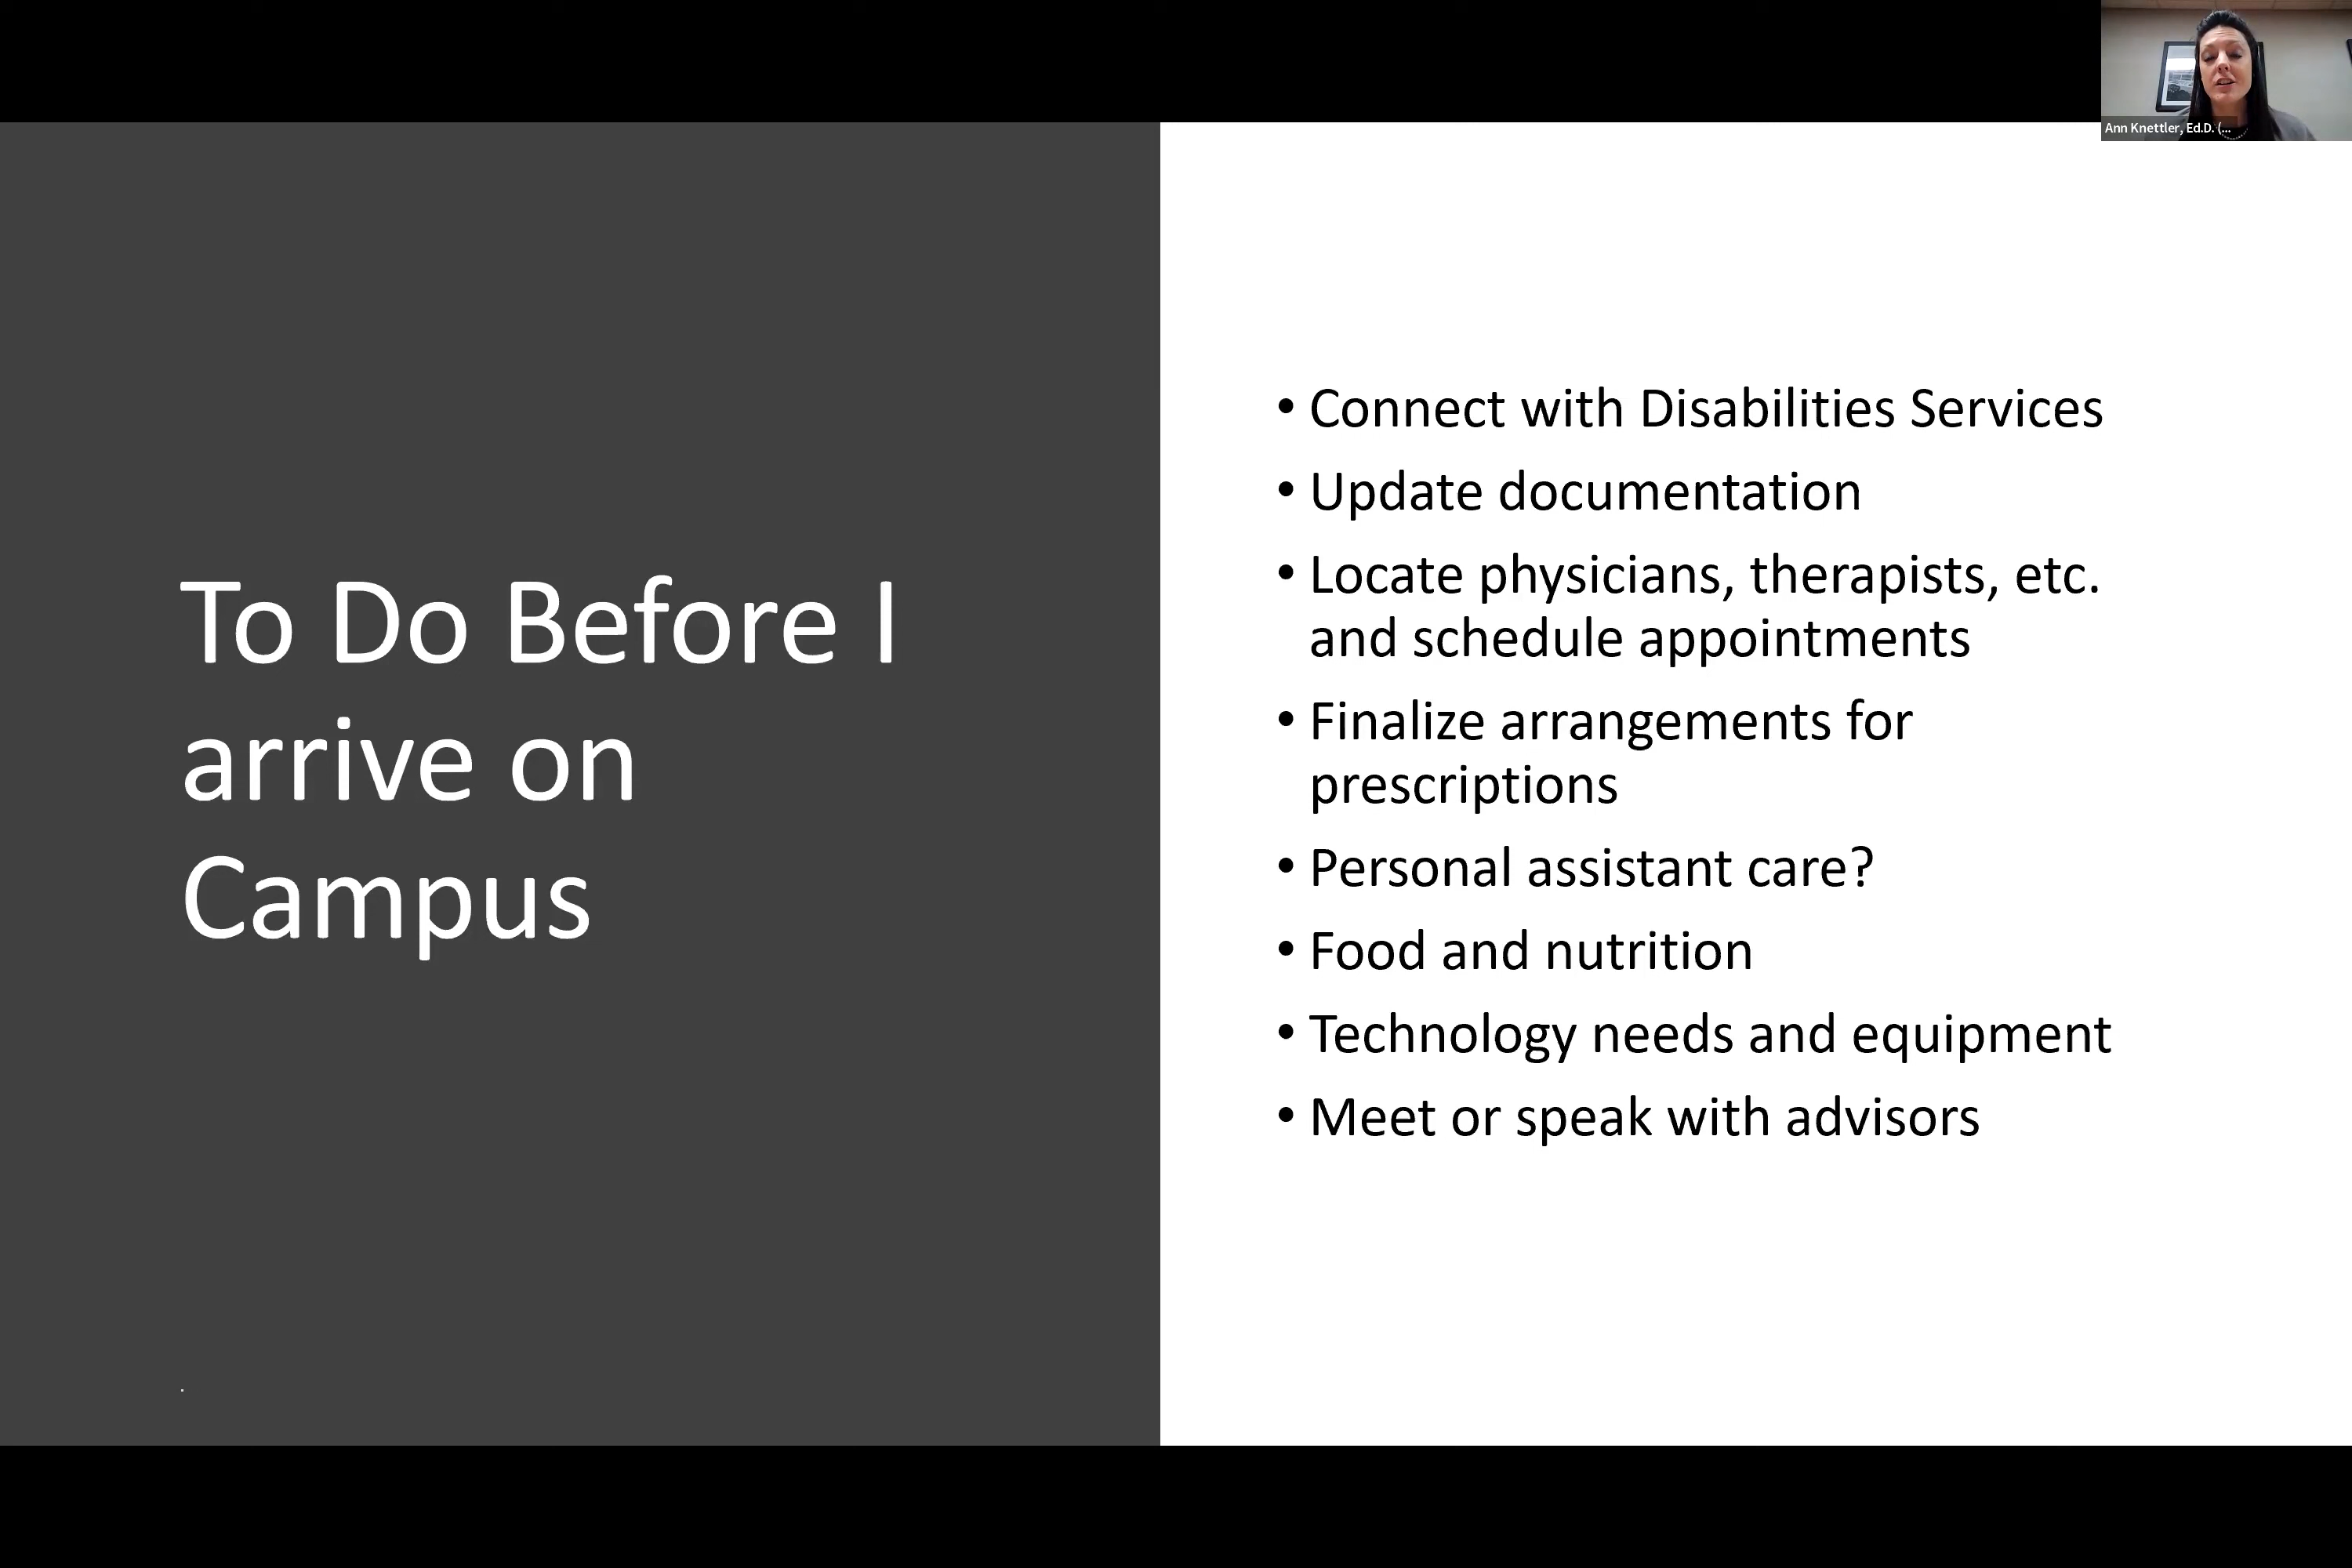 Ann Knettler, Ed.D. (...
To Do Before I
arrive on
Campus
.
• Connect with Disabilities Services
• Update documentation
• Locate physicians, therapists, etc.
and schedule appointments
• Finalize arrangements for
prescriptions
• Personal assistant care?
• Food and nutrition
• Technology needs and equipment
• Meet or speak with advisors